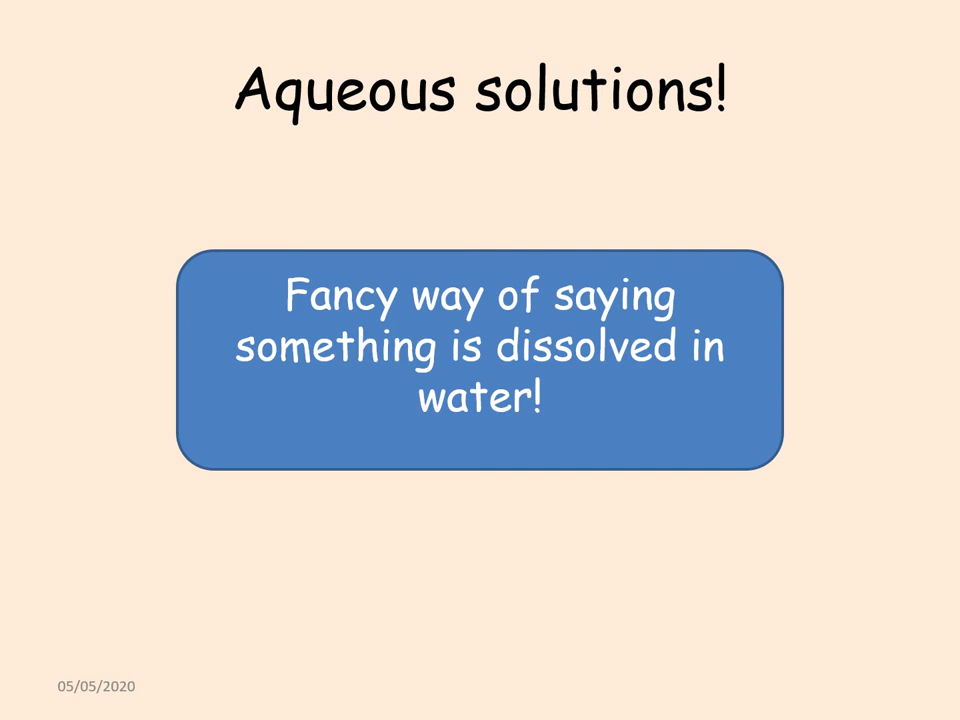 Aqueous solutions!
Fancy way of saying
something is dissolved in
water!
05/05/2020